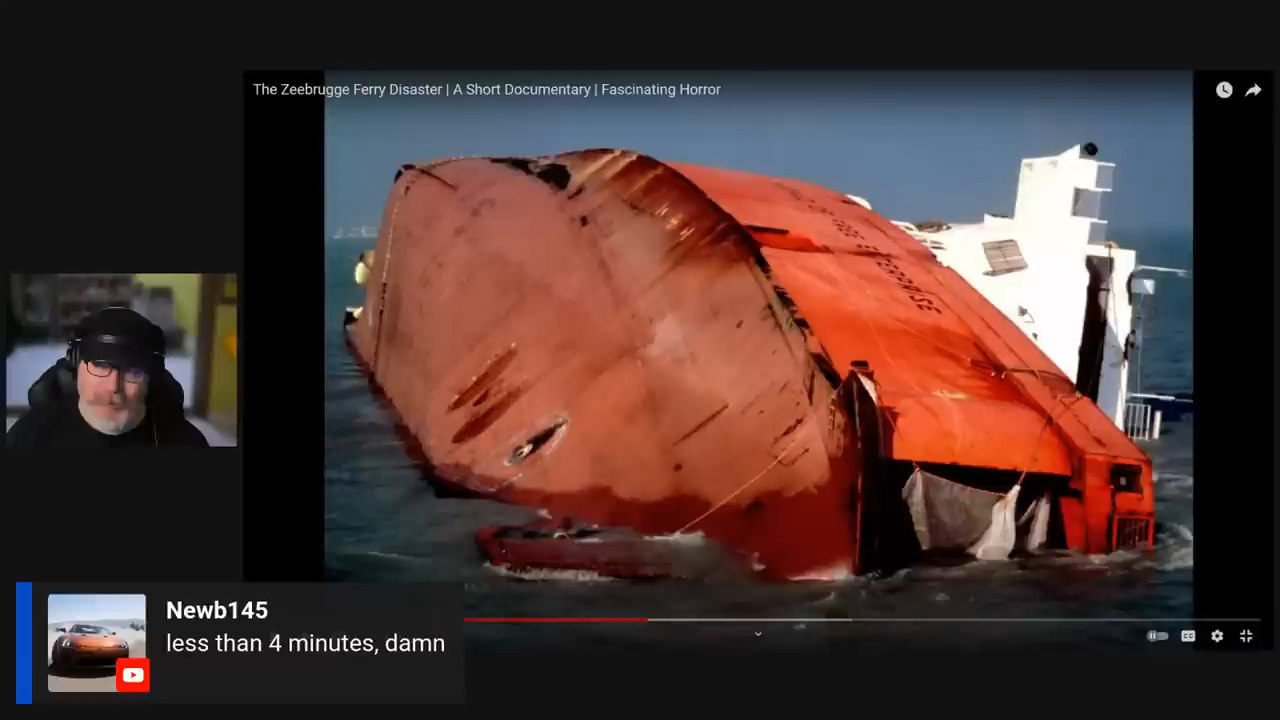 The Zeebrugge Ferry Disaster | A Short Documentary | Fascinating Horror
Newb145
less than 4 minutes, damn